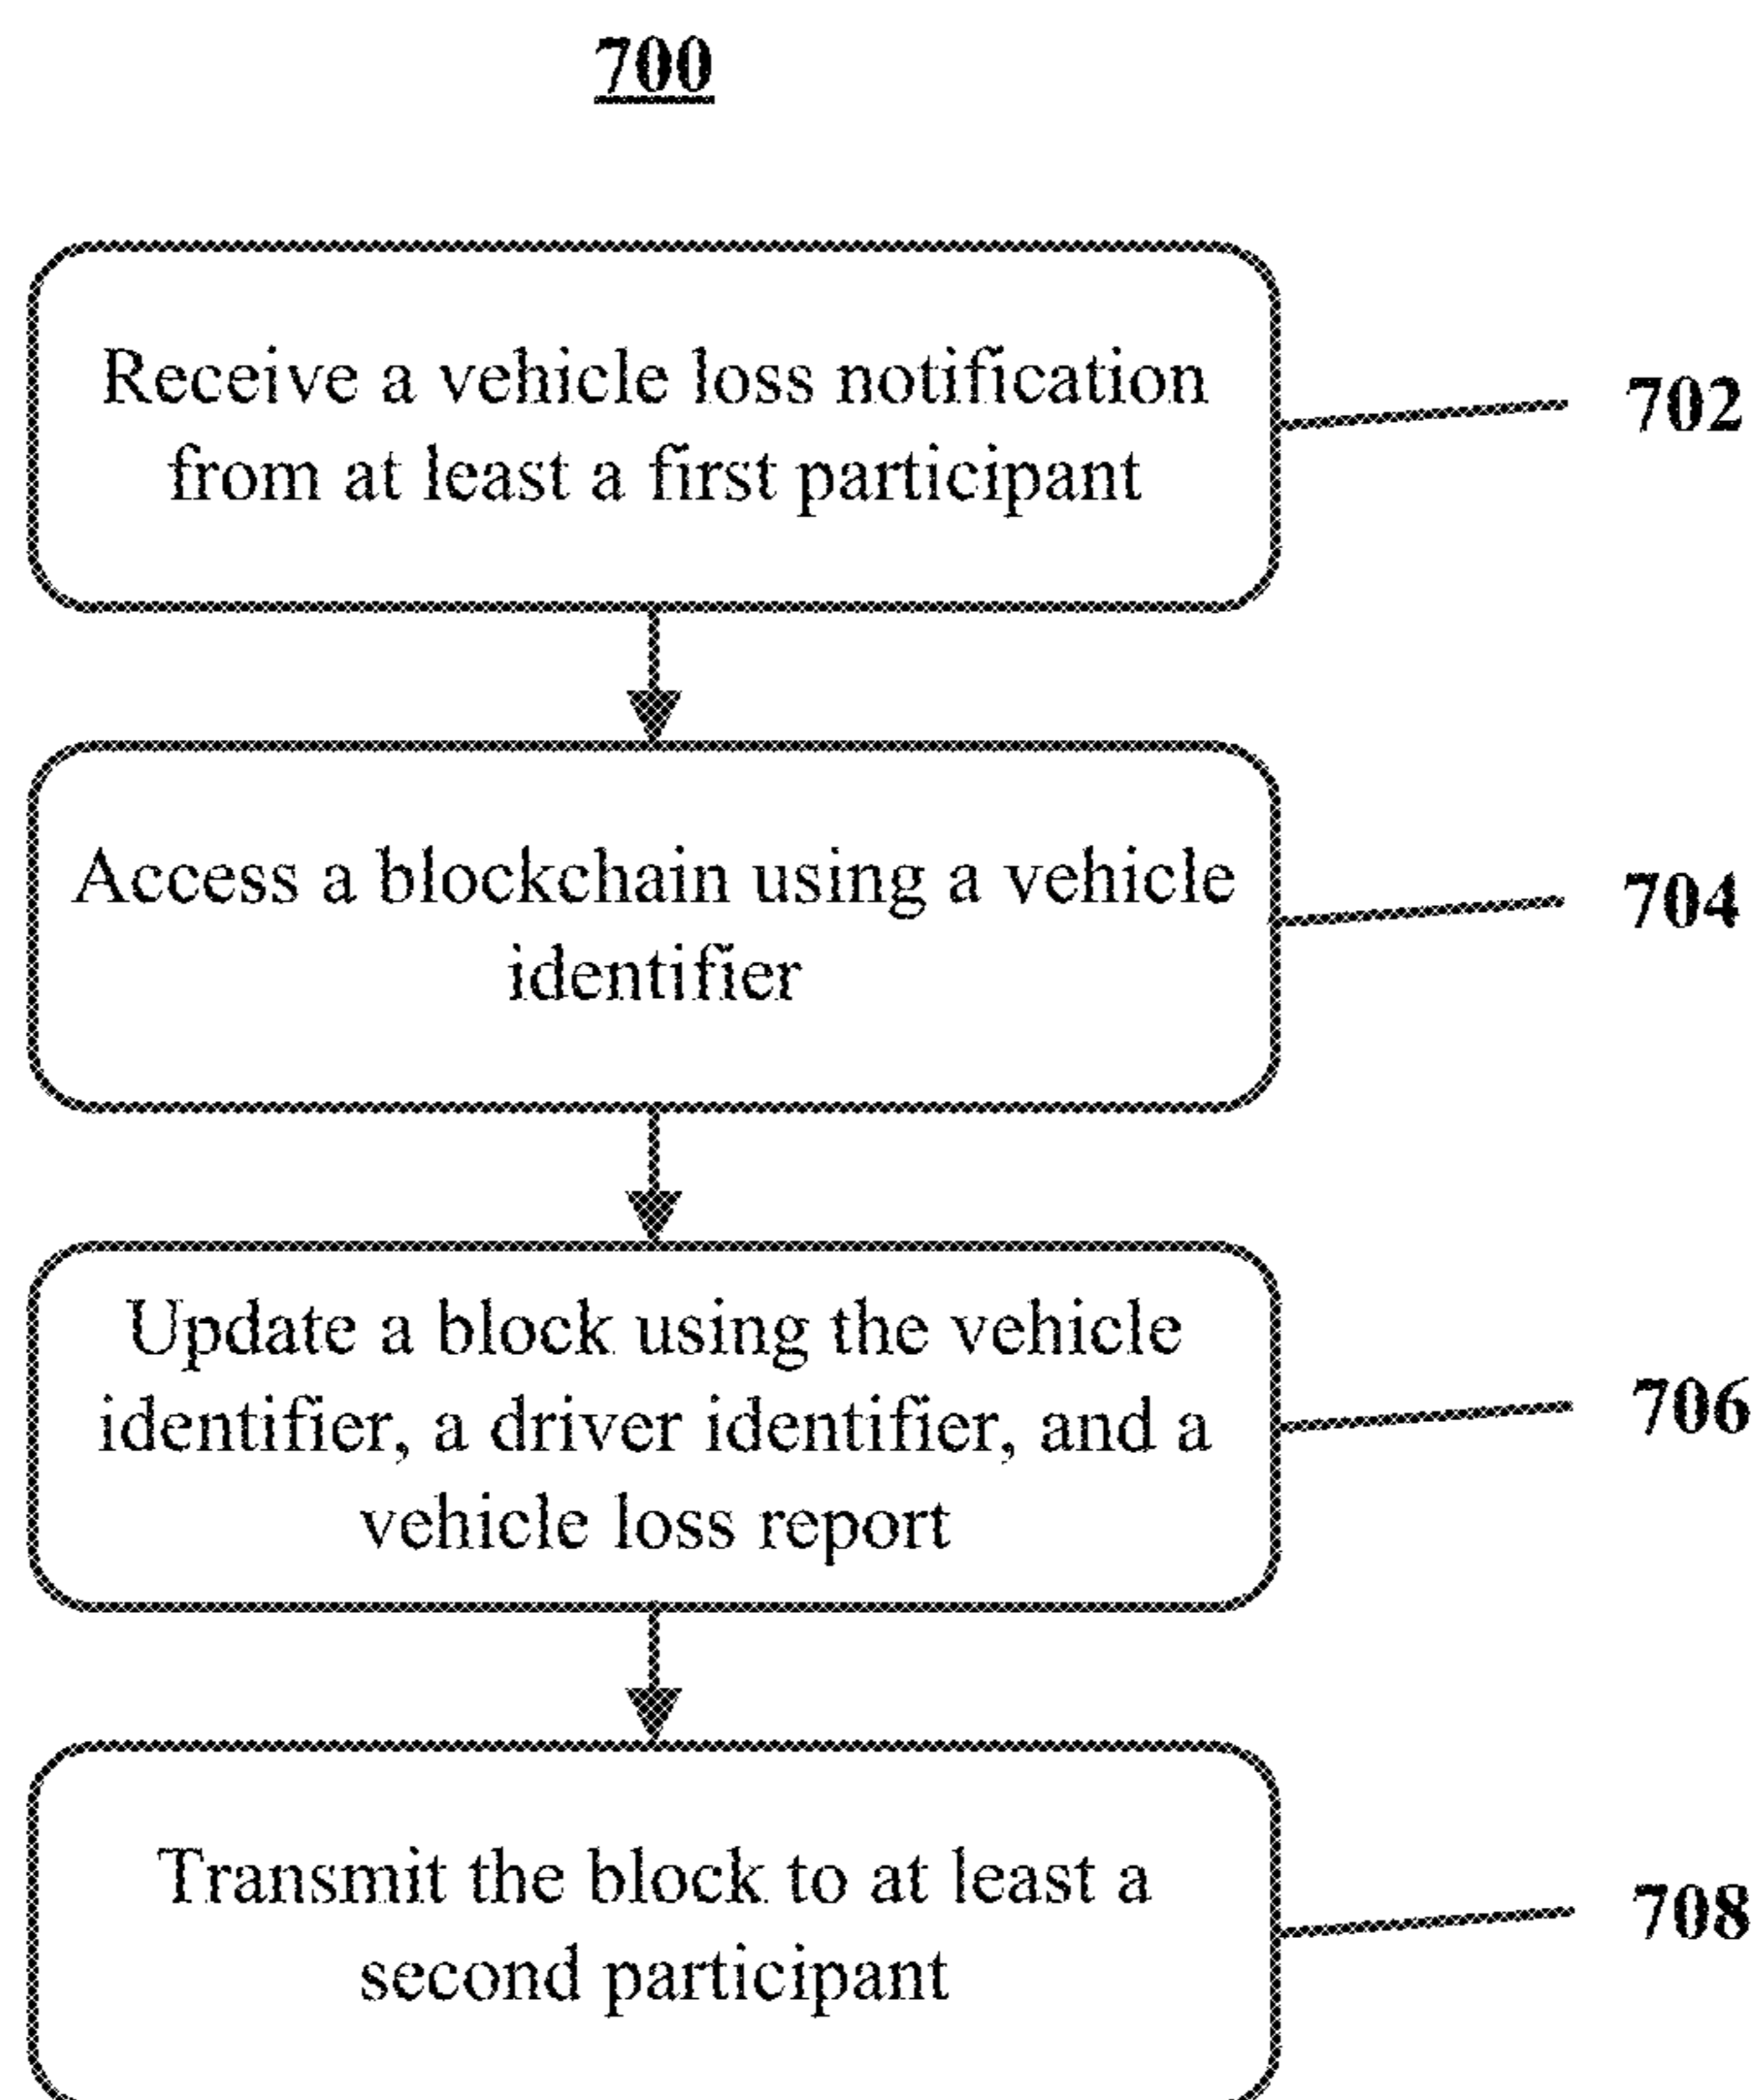 700
Receive a vehicle loss notification
from at least a first participant
702
Access a blockchain using a vehicle
identifier
704
Update a block using the vehicle
identifier, a driver identifier, and a
vehicle loss report
706
Transmit the block to at least a
second participant
708